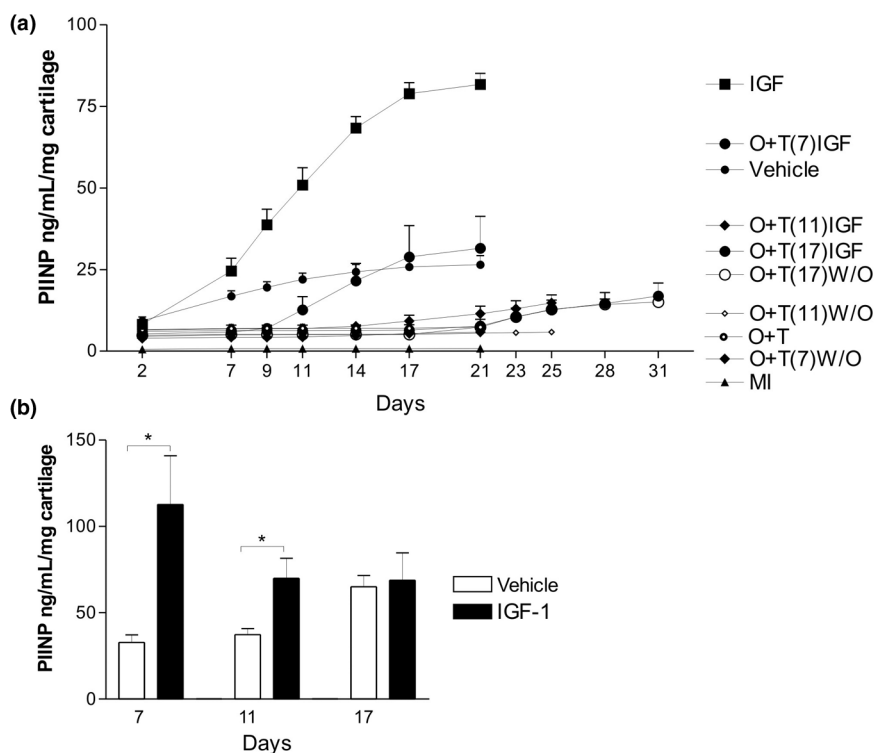 (a)
PIINP ng/mL/mg cartilage
100
75
50
25
0
2 7 9 11 14 17 21 23 25 28 31
Days
IGF
O+T(7)IGF
Vehicle
O+T(11)IGF
O+T(17)IGF
O+T(17)W/O
O+T(11)W/O
O+T
O+T(7)W/O
MI
(b)
PIINP ng/mL/mg cartilage
150
100
50
0
* *
7 11 17
Days
Vehicle
IGF-1